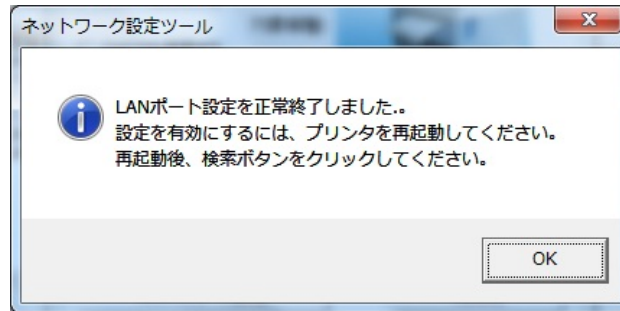 ネットワーク設定ツール
LANポート設定を正常終了しました.。
設定を有効にするには、プリンタを再起動してください。
再起動後、検索ボタンをクリックしてください。
OK